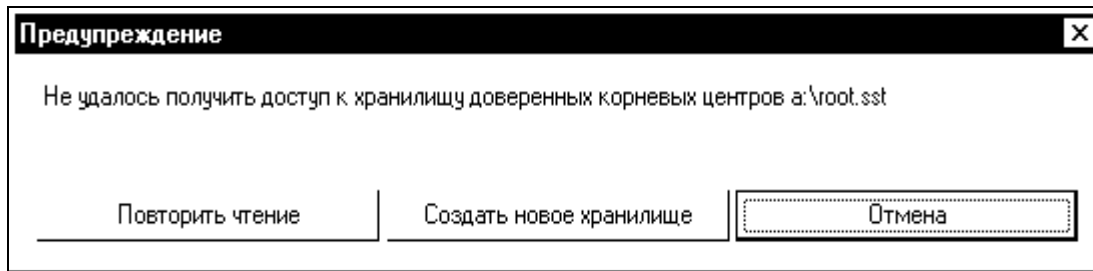 Предупреждение
Не удалось получить доступ к хранилищу доверенных корневых центров a:\root.sst
Повторить чтение Создать новое хранилище Отмена